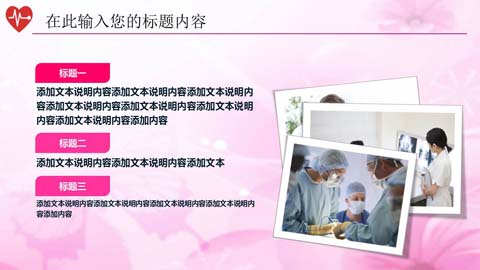 在此输入您的标题内容
标题一
添加文本说明内容添加文本说明内容添加文本说明内
容添加文本说明内容添加文本说明内容添加文本说明
内容添加文本说明内容添加内容
标题二
添加文本说明内容添加文本说明内容添加文本
标题三
添加文本说明内容添加文本说明内容添加文本说明内容添加文本说明内
容添加内容